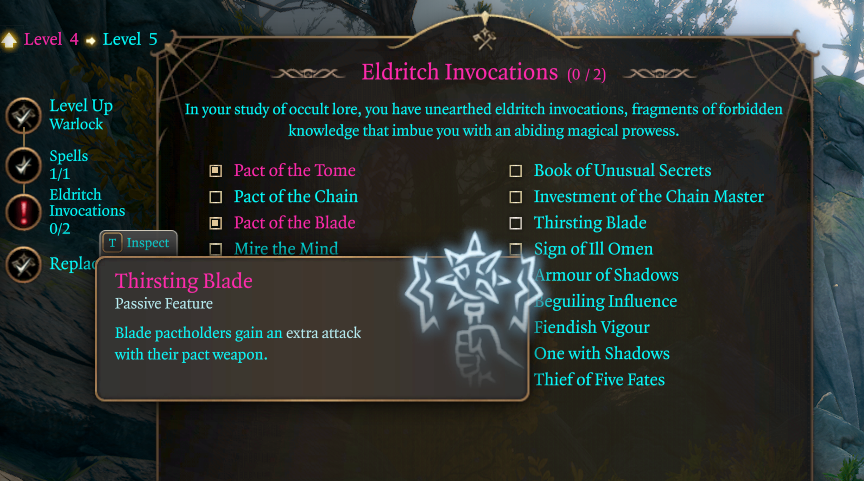 Level 4 Level 5
Eldritch Invocations (0 / 2)
In your study of occult lore, you have unearthed eldritch invocations, fragments of forbidden
knowledge that imbue you with an abiding magical prowess.
Level Up
Warlock
Spells
1/1
Eldritch
Invocations
0/2
Pact of the Tome
Pact of the Chain
Pact of the Blade
Mire the Mind
Book of Unusual Secrets
Investment of the Chain Master
Thirsting Blade
Sign of Ill Omen
Armour of Shadows
Beguiling Influence
Fiendish Vigour
One with Shadows
Thief of Five Fates
T Inspect
Thirsting Blade
Passive Feature
Blade pactholders gain an extra attack
with their pact weapon.